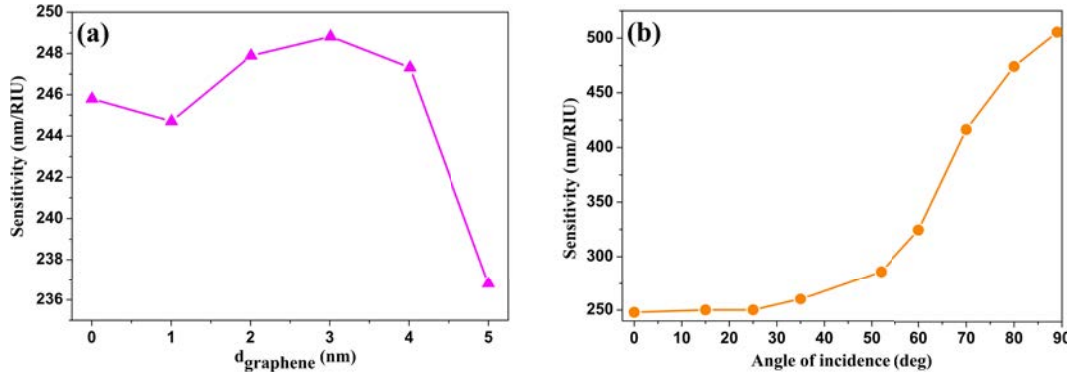 (a)
Sensitivity (nm/RIU)
250
248
246
244
242
240
238
236
0 1 2 3 4 5
d graphene (nm)
(b)
Sensitivity (nm/RIU)
500
450
400
350
300
250
0 10 20 30 40 50 60 70 80 90
Angle of incidence (deg)